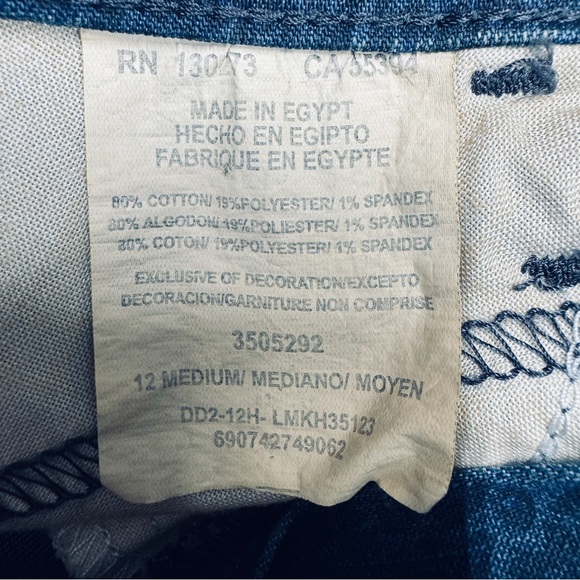 RN 130273 CA 35394
MADE IN EGYPT
HECHO EN EGIPTO
FABRIQUE EN EGYPTE
80% COTTON/ 19%POLYESTER/ 1% SPANDEX
80% ALGODON/ 19%POLIESTER/ 1% SPANDEX
80% COTON/ 19%POLYESTER/ 1% SPANDEX
EXCLUSIVE OF DECORATION/EXCEPTO
DECORACION/GARNITURE NON COMPRISE
3505292
12 MEDIUM/ MEDIANO/ MOYEN
DD2-12H- LMKH35123
690742749062